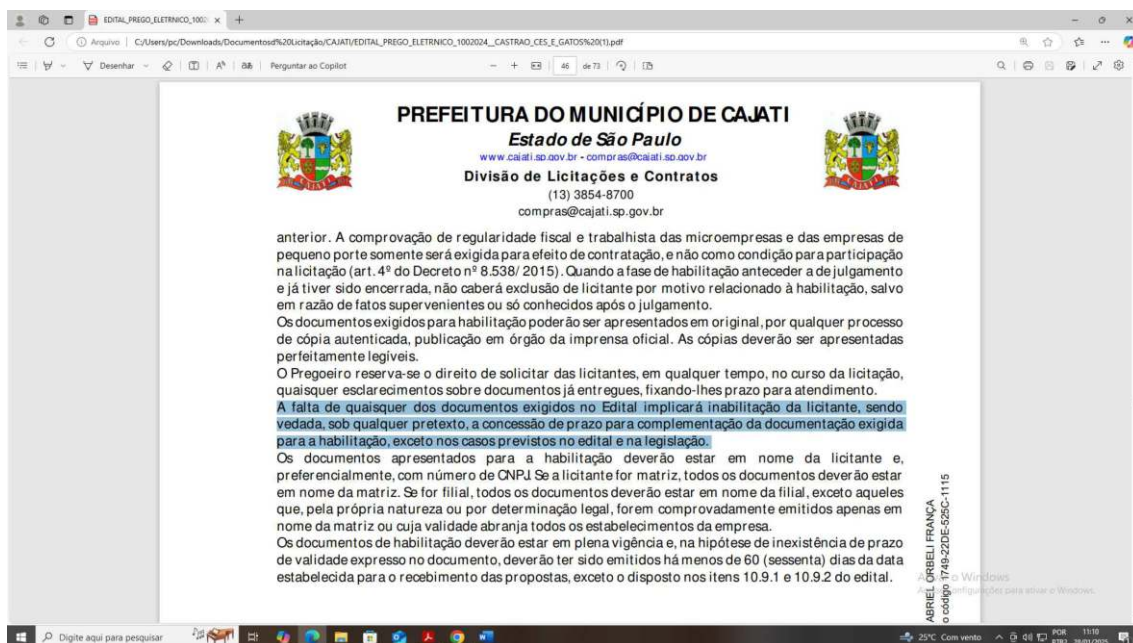 EDITAL_PREGO_ELETRNICO_1002
Arquivo | C:/Users/pc/Downloads/Documentosd%20Licitação/CAJATI/EDITAL_PREGO_ELETRNICO_1002024__CASTRAO_CES_E_GATOS%20(1).pdf
Desenhar
Perguntar ao Copilot
46 de 73
PREFEITURA DO MUNICÍPIO DE CAJATI
Estado de São Paulo
www.cajati.sp.gov.br - compras@cajati.sp.gov.br
Divisão de Licitações e Contratos
(13) 3854-8700
compras@cajati.sp.gov.br
CAJATI
CAJATI
anterior. A comprovação de regularidade fiscal e trabalhista das microempresas e das empresas de
pequeno porte somente será exigida para efeito de contratação, e não como condição para participação
na licitação (art. 4º do Decreto nº 8.538/ 2015). Quando a fase de habilitação anteceder a de julgamento
e já tiver sido encerrada, não caberá exclusão de licitante por motivo relacionado à habilitação, salvo
em razão de fatos supervenientes ou só conhecidos após o julgamento.
Os documentos exigidos para habilitação poderão ser apresentados em original, por qualquer processo
de cópia autenticada, publicação em órgão da imprensa oficial. As cópias deverão ser apresentadas
perfeitamente legíveis.
O Pregoeiro reserva-se o direito de solicitar das licitantes, em qualquer tempo, no curso da licitação,
quaisquer esclarecimentos sobre documentos já entregues, fixando-lhes prazo para atendimento.
A falta de quaisquer dos documentos exigidos no Edital implicará inabilitação da licitante, sendo
vedada, sob qualquer pretexto, a concessão de prazo para complementação da documentação exigida
para a habilitação, exceto nos casos previstos no edital e na legislação.
Os documentos apresentados para a habilitação deverão estar em nome da licitante e,
preferencialmente, com número de CNPJ. Se a licitante for matriz, todos os documentos deverão estar
em nome da matriz. Se for filial, todos os documentos deverão estar em nome da filial, exceto aqueles
que, pela própria natureza ou por determinação legal, forem comprovadamente emitidos apenas em
nome da matriz ou cuja validade abranja todos os estabelecimentos da empresa.
Os documentos de habilitação deverão estar em plena vigência e, na hipótese de inexistência de prazo
de validade expresso no documento, deverão ter sido emitidos há menos de 60 (sessenta) dias da data
estabelecida para o recebimento das propostas, exceto o disposto nos itens 10.9.1 e 10.9.2 do edital.
ABRIEL ORBELI FRANÇA
o código 1749-22DE-525C-1115
Digite aqui para pesquisar
25°C Com vento
POR
11:10